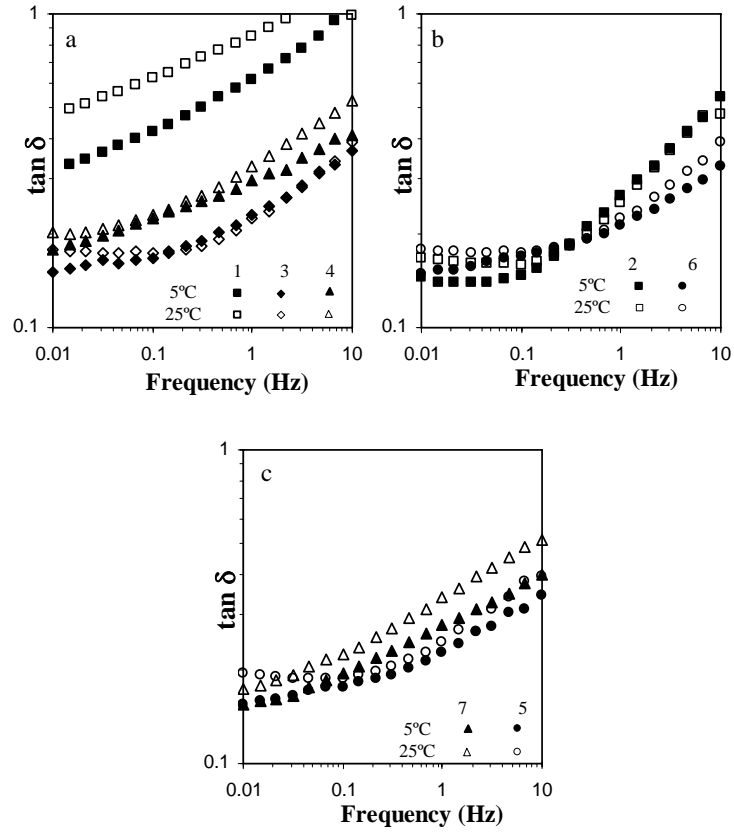 1
a
tan δ
1 3 4
5ºC
25ºC
0.1
0.01 0.1 1 10
Frequency (Hz)
1
b
tan δ
2 6
5ºC
25ºC
0.1
0.01 0.1 1 10
Frequency (Hz)
1
c
tan δ
7 5
5ºC
25ºC
0.1
0.01 0.1 1 10
Frequency (Hz)